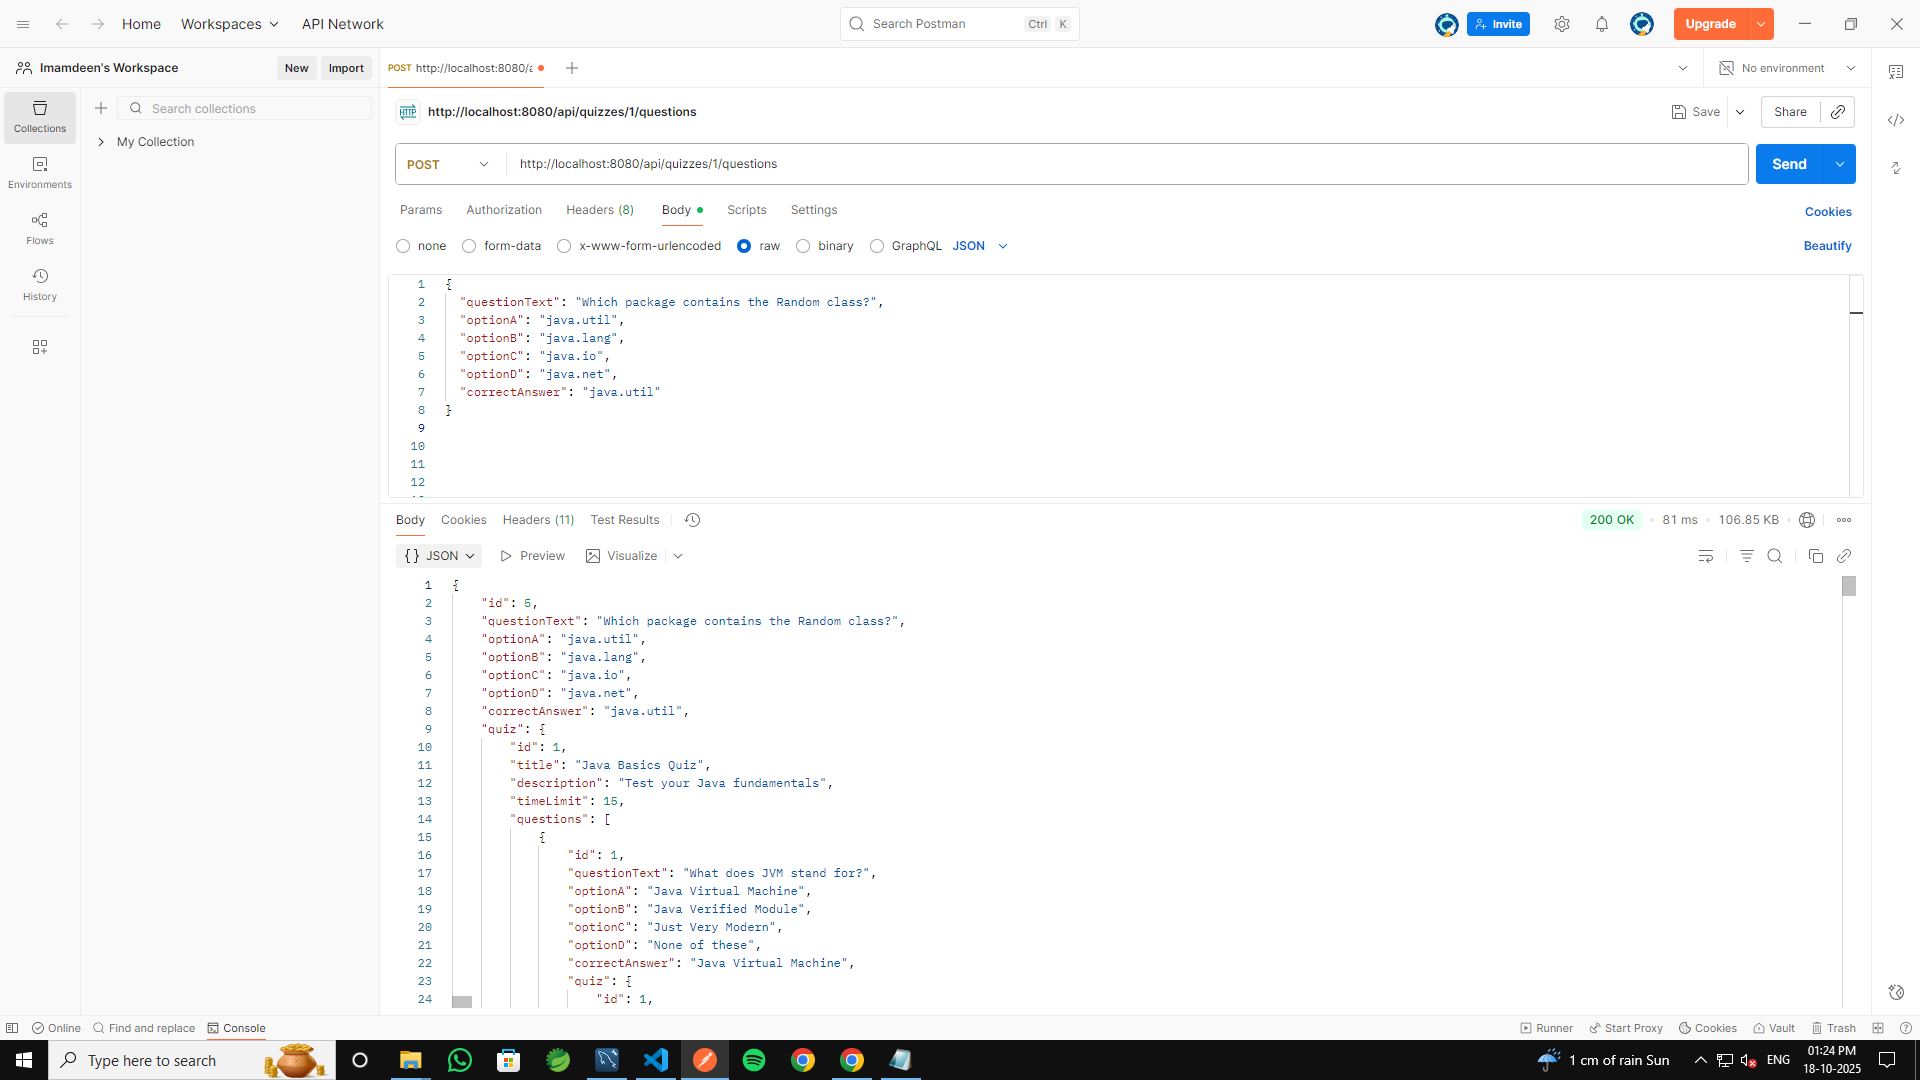 Home Workspaces API Network Search Postman Ctrl K Invite Upgrade
Imamdeen's Workspace New Import POST http://localhost:8080/a No environment
Search collections
Collections
My Collection
Environments
Flows
History
HTTP http://localhost:8080/api/quizzes/1/questions Save Share
POST http://localhost:8080/api/quizzes/1/questions Send
Params Authorization Headers (8) Body Scripts Settings Cookies
none form-data x-www-form-urlencoded raw binary GraphQL JSON Beautify
1 {
2 "questionText": "Which package contains the Random class?",
3 "optionA": "java.util",
4 "optionB": "java.lang",
5 "optionC": "java.io",
6 "optionD": "java.net",
7 "correctAnswer": "java.util"
8 }
9
10
11
12
Body Cookies Headers (11) Test Results 200 OK • 81 ms • 106.85 KB •
{} JSON Preview Visualize
1 {
2 "id": 5,
3 "questionText": "Which package contains the Random class?",
4 "optionA": "java.util",
5 "optionB": "java.lang",
6 "optionC": "java.io",
7 "optionD": "java.net",
8 "correctAnswer": "java.util",
9 "quiz": {
10 "id": 1,
11 "title": "Java Basics Quiz",
12 "description": "Test your Java fundamentals",
13 "timeLimit": 15,
14 "questions": [
15 {
16 "id": 1,
17 "questionText": "What does JVM stand for?",
18 "optionA": "Java Virtual Machine",
19 "optionB": "Java Verified Module",
20 "optionC": "Just Very Modern",
21 "optionD": "None of these",
22 "correctAnswer": "Java Virtual Machine",
23 "quiz": {
24 "id": 1,
Online Find and replace Console Runner Start Proxy Cookies Vault Trash
Type here to search 1 cm of rain Sun ENG 01:24 PM
18-10-2025